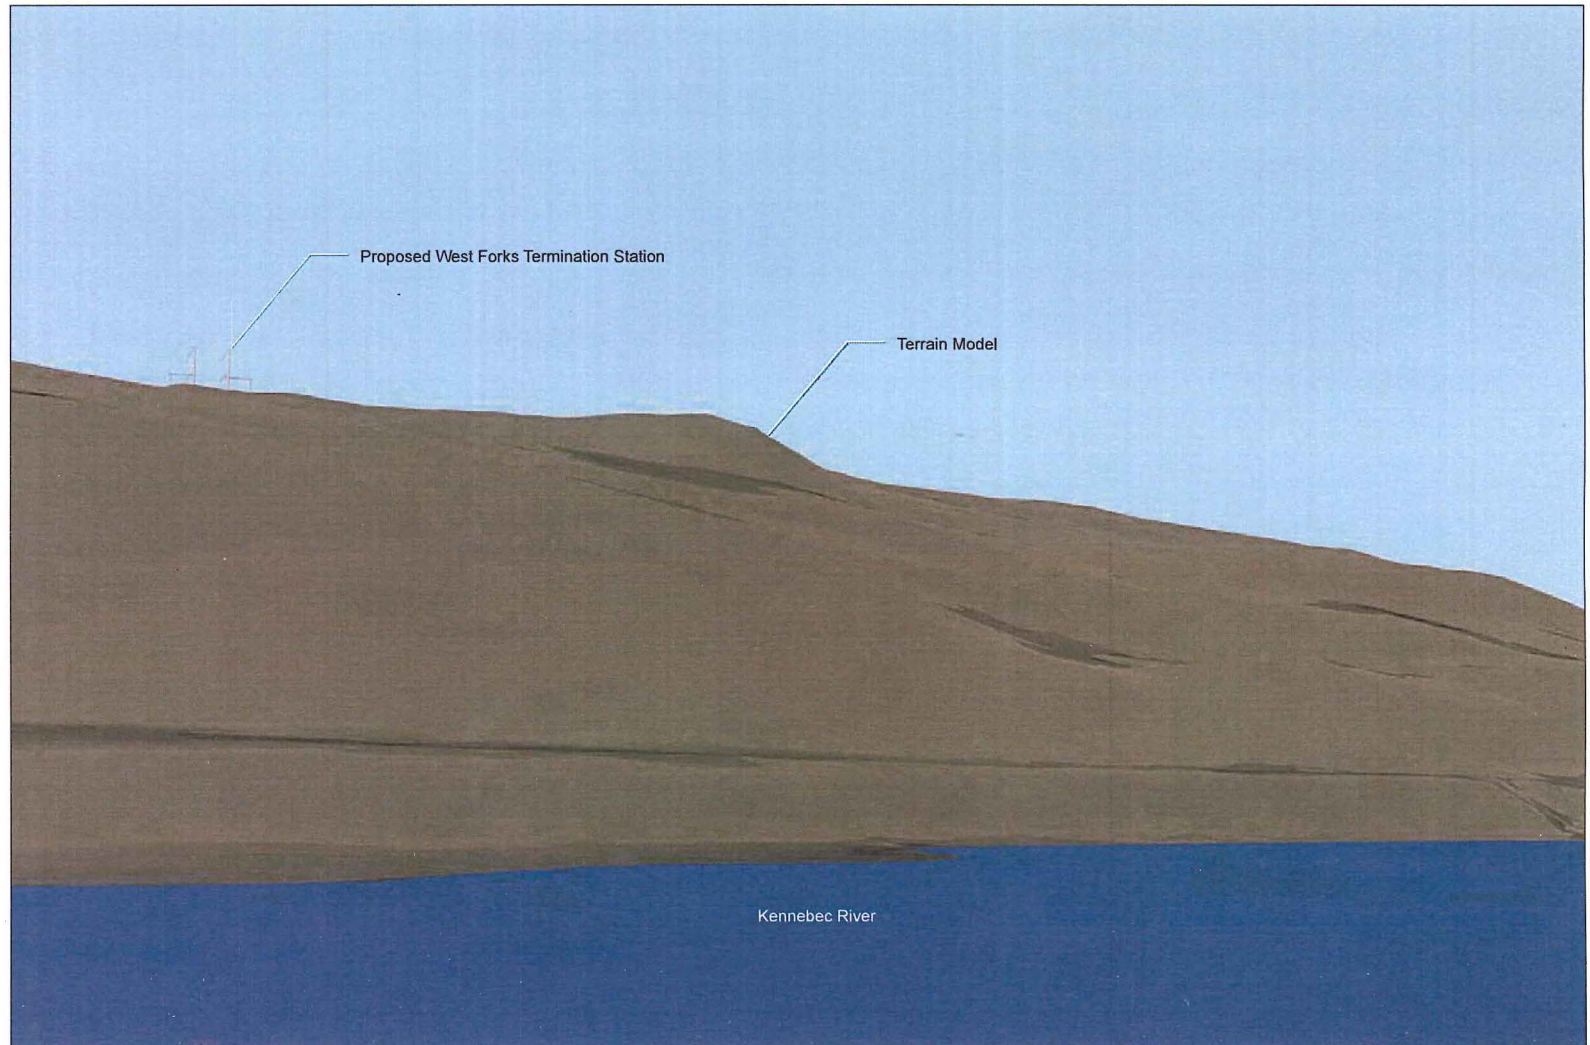 Proposed West Forks Termination Station
Terrain Model
Kennebec River